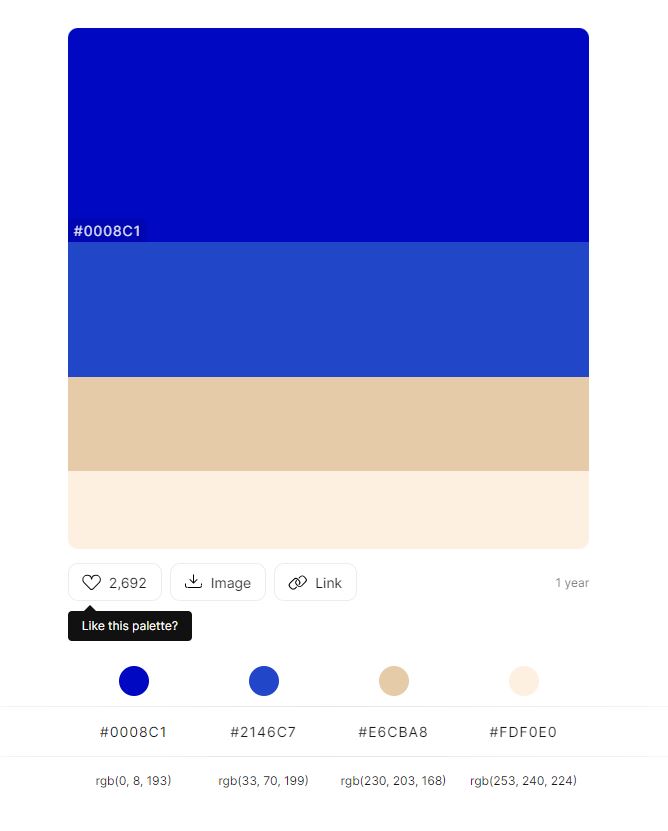 #0008C1
2,692 Image Link 1 year
Like this palette?
#0008C1 #2146C7 #E6CBA8 #FDF0E0
rgb(0, 8, 193) rgb(33, 70, 199) rgb(230, 203, 168) rgb(253, 240, 224)